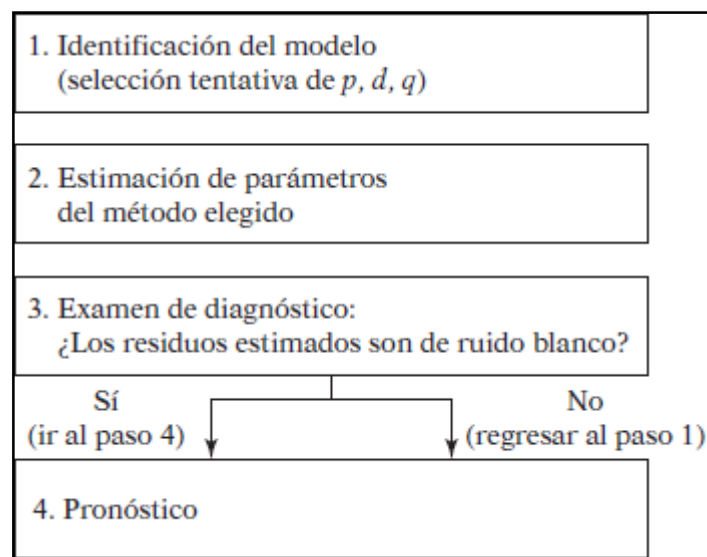 1. Identificación del modelo
(selección tentativa de p, d, q)
2. Estimación de parámetros
del método elegido
3. Examen de diagnóstico:
¿Los residuos estimados son de ruido blanco?
Sí
(ir al paso 4)
No
(regresar al paso 1)
4. Pronóstico